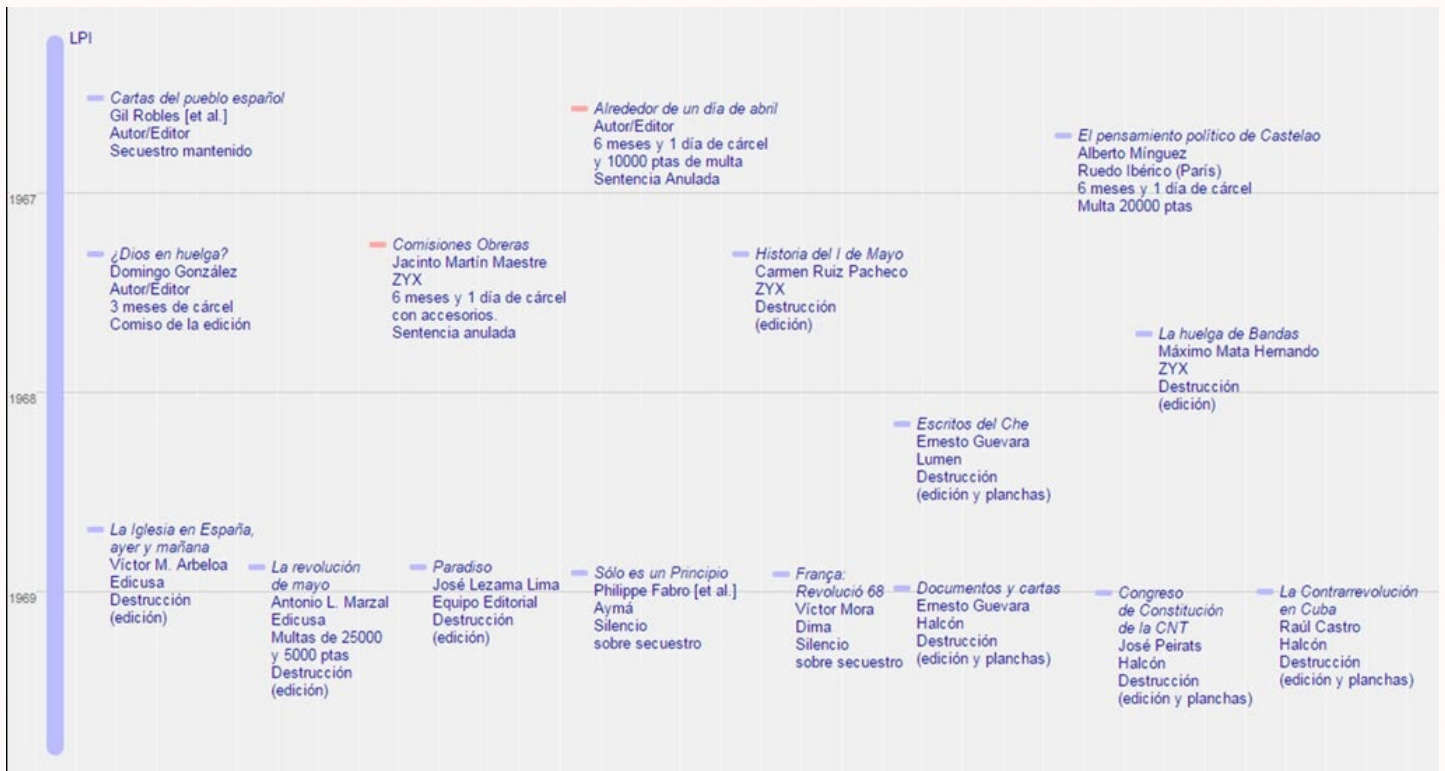 LPI
Cartas del pueblo español
Gil Robles [et al.]
Autor/Editor
Secuestro mantenido
Alrededor de un día de abril
Autor/Editor
6 meses y 1 día de cárcel
y 10000 ptas de multa
Sentencia Anulada
El pensamiento político de Castelao
Alberto Mínguez
Ruedo Ibérico (París)
6 meses y 1 día de cárcel
Multa 20000 ptas
1967
¿Dios en huelga?
Domingo González
Autor/Editor
3 meses de cárcel
Comiso de la edición
Comisiones Obreras
Jacinto Martín Maestre
ZYX
6 meses y 1 día de cárcel
con accesorios.
Sentencia anulada
Historia del I de Mayo
Carmen Ruiz Pacheco
ZYX
Destrucción
(edición)
La huelga de Bandas
Máximo Mata Hernando
ZYX
Destrucción
(edición)
1968
Escritos del Che
Ernesto Guevara
Lumen
Destrucción
(edición y planchas)
La Iglesia en España,
ayer y mañana
Víctor M. Arbeloa
Edicusa
Destrucción
(edición)
La revolución
de mayo
Antonio L. Marzal
Edicusa
Multas de 25000
y 5000 ptas
Destrucción
(edición)
Paradiso
José Lezama Lima
Equipo Editorial
Destrucción
(edición)
Sólo es un Principio
Philippe Fabro [et al.]
Aymá
Silencio
sobre secuestro
França:
Revolució 68
Víctor Mora
Dima
Silencio
sobre secuestro
Documentos y cartas
Ernesto Guevara
Halcón
Destrucción
(edición y planchas)
Congreso
de Constitución
de la CNT
José Peirats
Halcón
Destrucción
(edición y planchas)
La Contrarrevolución
en Cuba
Raúl Castro
Halcón
Destrucción
(edición y planchas)
1969